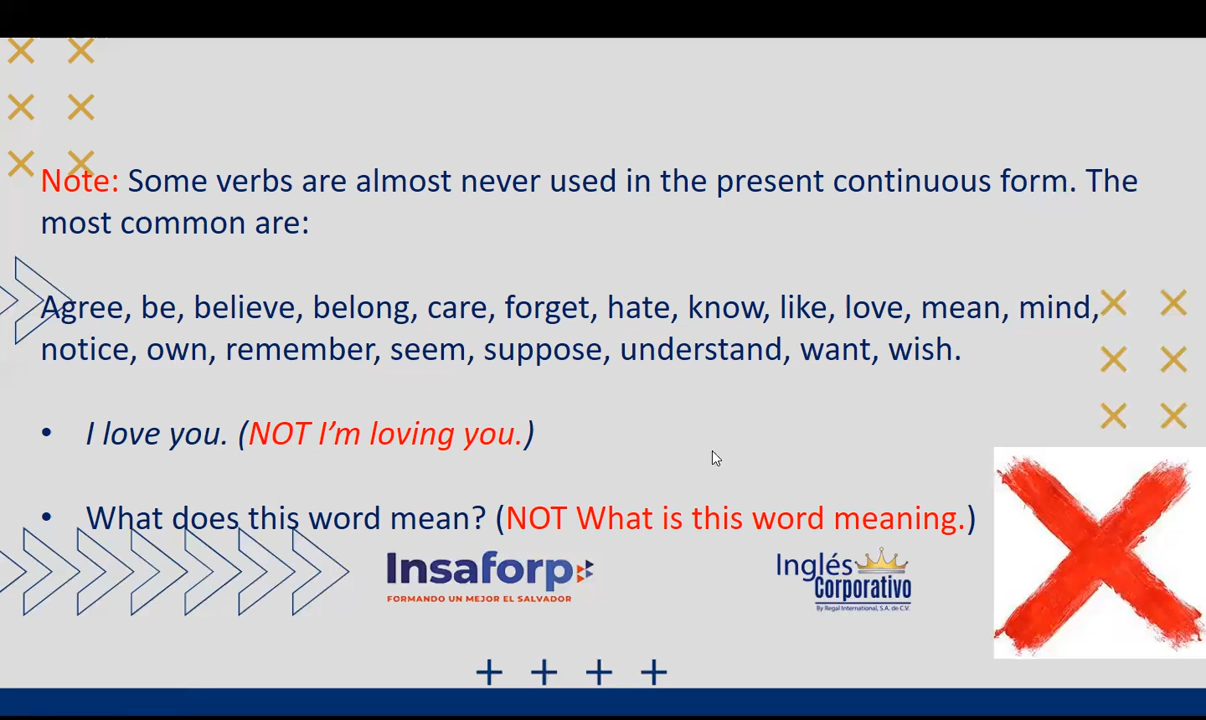 Note: Some verbs are almost never used in the present continuous form. The
most common are:
Agree, be, believe, belong, care, forget, hate, know, like, love, mean, mind,
notice, own, remember, seem, suppose, understand, want, wish.
• I love you. (NOT I’m loving you.)
• What does this word mean? (NOT What is this word meaning.)
Insaforp
FORMANDO UN MEJOR EL SALVADOR
Inglés
Corporativo
By Regal International, S.A. de C.V.